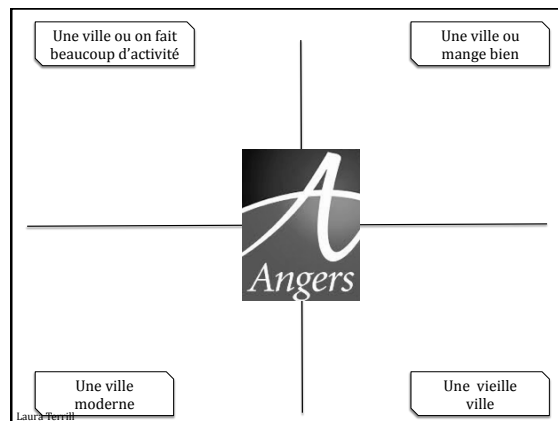 Une ville ou on fait
beaucoup d'activité
Une ville ou
mange bien
A
Angers
Une ville
moderne
Une vieille
ville
Laura Terrill